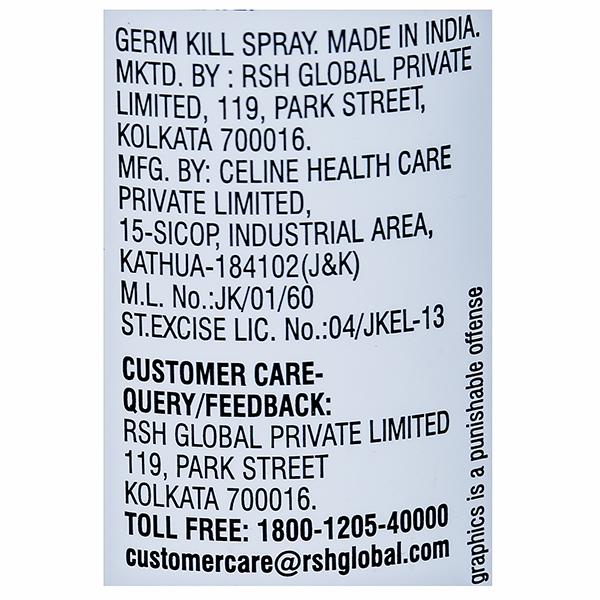 GERM KILL SPRAY. MADE IN INDIA.
MKTD. BY : RSH GLOBAL PRIVATE
LIMITED, 119, PARK STREET,
KOLKATA 700016.
MFG. BY: CELINE HEALTH CARE
PRIVATE LIMITED,
15-SICOP, INDUSTRIAL AREA,
KATHUA-184102(J&K)
M.L. No.:JK/01/60
ST.EXCISE LIC. No.:04/JKEL-13
CUSTOMER CARE-
QUERY/FEEDBACK:
RSH GLOBAL PRIVATE LIMITED
119, PARK STREET
KOLKATA 700016.
TOLL FREE: 1800-1205-40000
customercare@rshglobal.com
graphics is a punishable offense